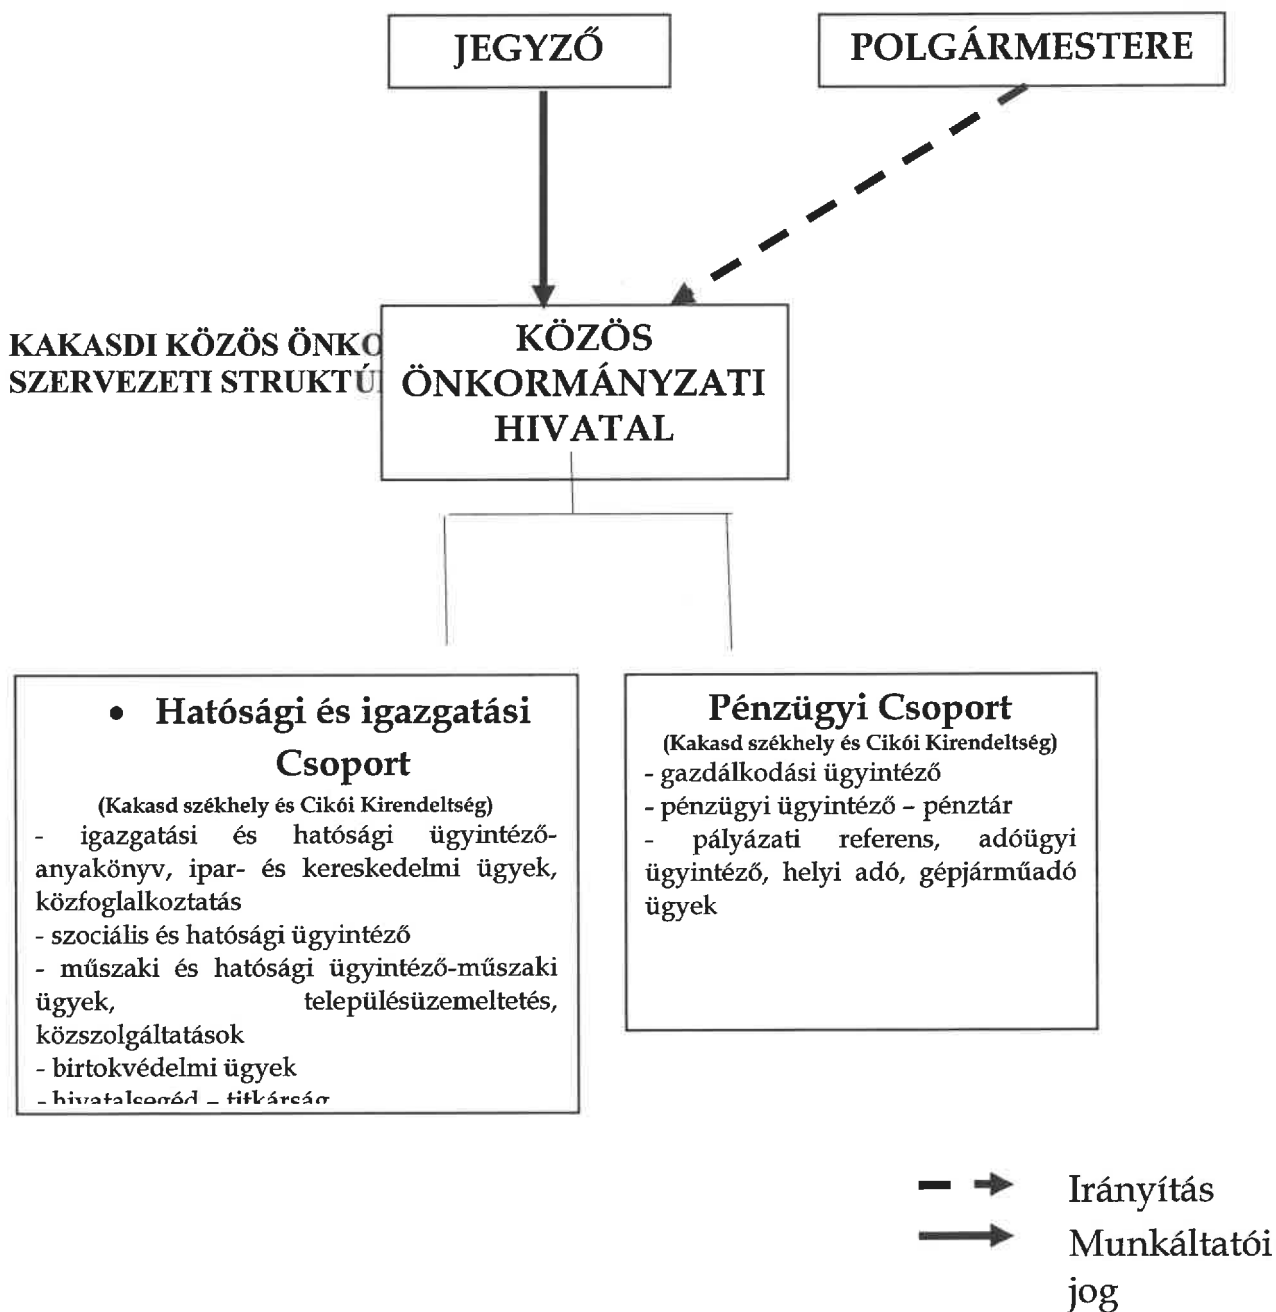 JEGYZŐ
POLGÁRMESTERE
KAKASDI KÖZÖS ÖNKO
SZERVEZETI STRUKTÚ
KÖZÖS
ÖNKORMÁNYZATI
HIVATAL
• Hatósági és igazgatási
Csoport
(Kakasd székhely és Cikói Kirendeltség)
- igazgatási és hatósági ügyintéző-
anyakönyv, ipar- és kereskedelmi ügyek,
közfoglalkoztatás
- szociális és hatósági ügyintéző
- műszaki és hatósági ügyintéző-műszaki
ügyek, településüzemeltetés,
közszolgáltatások
- birtokvédelmi ügyek
- hivatalsegéd – titkárság
Pénzügyi Csoport
(Kakasd székhely és Cikói Kirendeltség)
- gazdálkodási ügyintéző
- pénzügyi ügyintéző – pénztár
- pályázati referens, adóügyi
ügyintéző, helyi adó, gépjárműadó
ügyek
Irányítás
Munkáltatói
jog